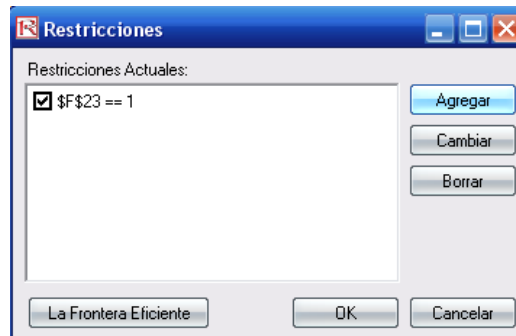 Restricciones
Restricciones Actuales:
$F$23 == 1
Agregar
Cambiar
Borrar
La Frontera Eficiente
OK
Cancelar